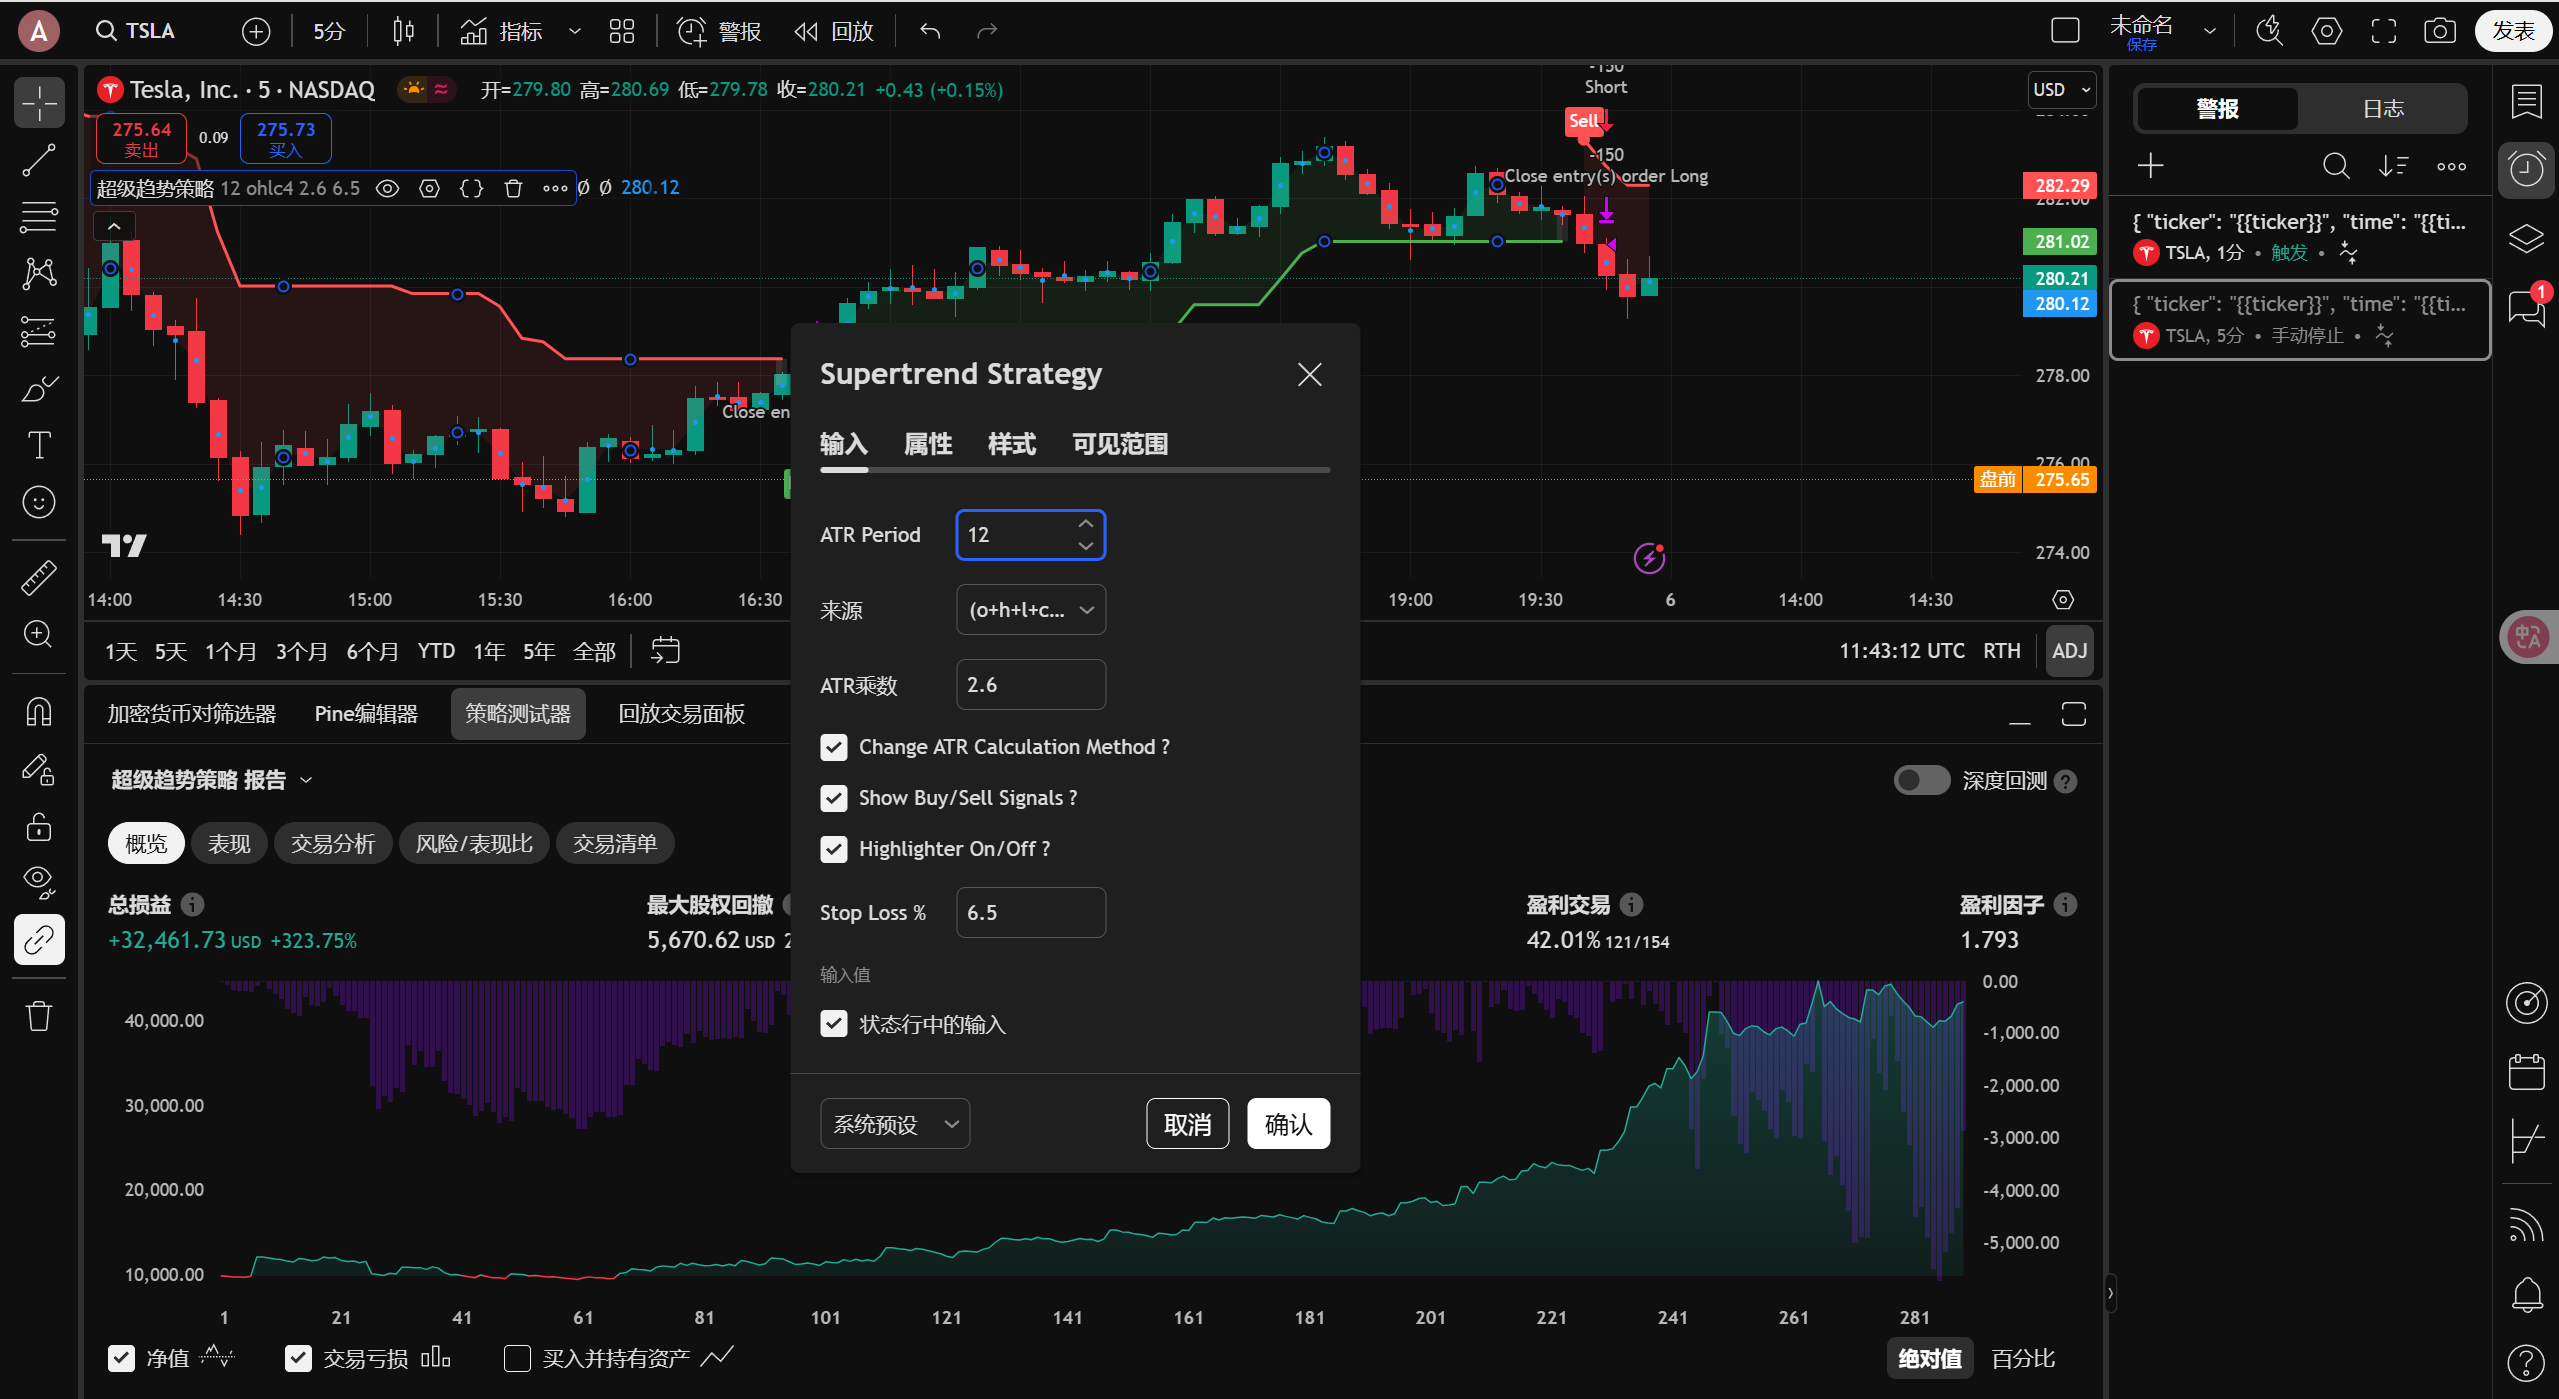 A
TSLA
5分
指标
警报
回放
未命名
保存
发表
Tesla, Inc. · 5 · NASDAQ
开=279.80 高=280.69 低=279.78 收=280.21 +0.43 (+0.15%)
275.64
卖出
0.09
275.73
买入
超级趋势策略 12 ohlc4 2.6 6.5
Ø Ø 280.12
-150
Short
Sell
-150
Close entry(s) order Long
Close en
USD
282.29
282.00
281.02
280.21
280.12
278.00
276.00
盘前 275.65
274.00
14:00
14:30
15:00
15:30
16:00
16:30
19:00
19:30
6
14:00
14:30
1天
5天
1个月
3个月
6个月
YTD
1年
5年
全部
11:43:12 UTC
RTH
ADJ
加密货币对筛选器
Pine编辑器
策略测试器
回放交易面板
超级趋势策略 报告
深度回测
概览
表现
交易分析
风险/表现比
交易清单
总损益
+32,461.73 USD +323.75%
最大股权回撤
5,670.62 USD 2
盈利交易
42.01% 121/154
盈利因子
1.793
40,000.00
30,000.00
20,000.00
10,000.00
0.00
-1,000.00
-2,000.00
-3,000.00
-4,000.00
-5,000.00
1
21
41
61
81
101
121
141
161
181
201
221
241
261
281
净值
交易亏损
买入并持有资产
绝对值
百分比
Supertrend Strategy
输入
属性
样式
可见范围
ATR Period
12
来源
(o+h+l+c...
ATR乘数
2.6
Change ATR Calculation Method ?
Show Buy/Sell Signals ?
Highlighter On/Off ?
Stop Loss %
6.5
输入值
状态行中的输入
系统预设
取消
确认
警报
日志
{ "ticker": "{{ticker}}", "time": "{{ti...
TSLA, 1分 • 触发 •
{ "ticker": "{{ticker}}", "time": "{{ti...
TSLA, 5分 • 手动停止 •
1